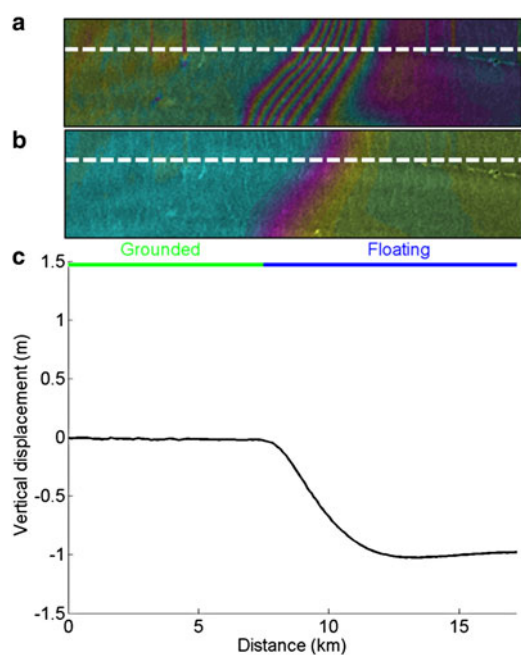 a
b
c
Grounded Floating
1.5
1
0.5
0
-0.5
-1
-1.5
Vertical displacement (m)
0 5 10 15
Distance (km)